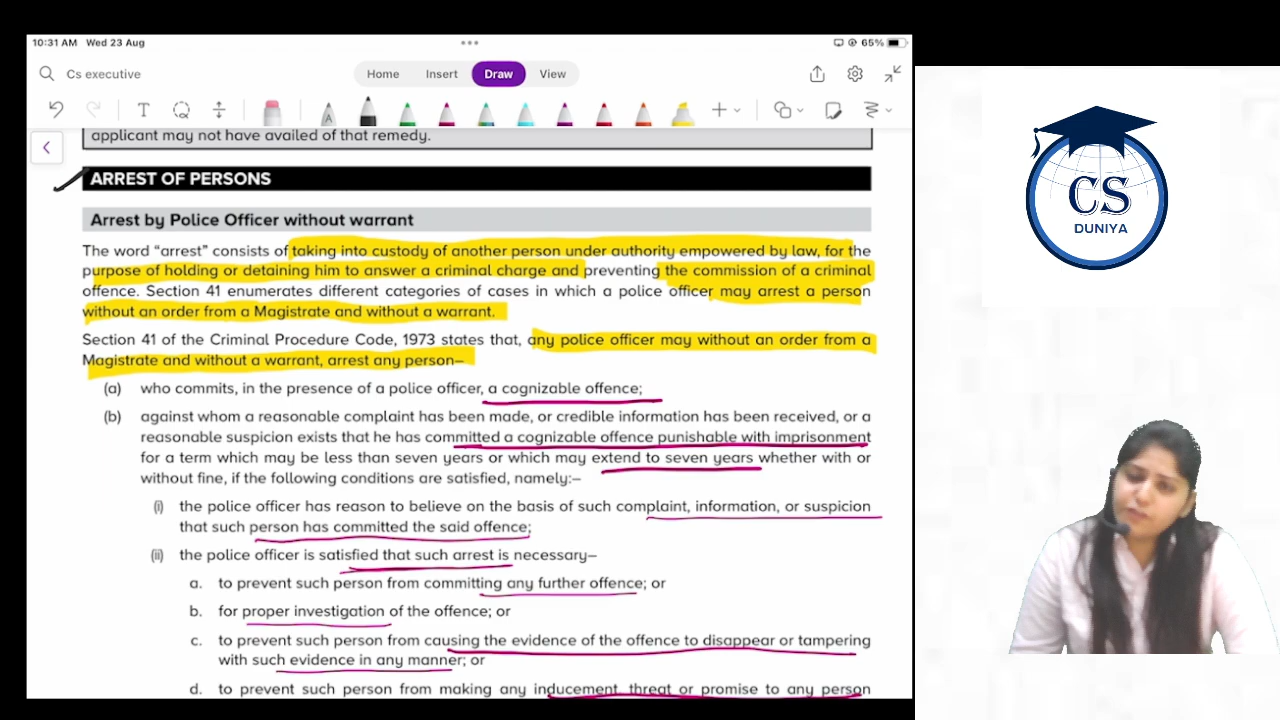 10:31 AM Wed 23 Aug
65%
Cs executive
Home Insert Draw View
applicant may not have availed of that remedy.
ARREST OF PERSONS
Arrest by Police Officer without warrant
The word “arrest” consists of taking into custody of another person under authority empowered by law, for the
purpose of holding or detaining him to answer a criminal charge and preventing the commission of a criminal
offence. Section 41 enumerates different categories of cases in which a police officer may arrest a person
without an order from a Magistrate and without a warrant.
Section 41 of the Criminal Procedure Code, 1973 states that, any police officer may without an order from a
Magistrate and without a warrant, arrest any person–
(a) who commits, in the presence of a police officer, a cognizable offence;
(b) against whom a reasonable complaint has been made, or credible information has been received, or a
reasonable suspicion exists that he has committed a cognizable offence punishable with imprisonment
for a term which may be less than seven years or which may extend to seven years whether with or
without fine, if the following conditions are satisfied, namely:–
(i) the police officer has reason to believe on the basis of such complaint, information, or suspicion
that such person has committed the said offence;
(ii) the police officer is satisfied that such arrest is necessary–
a. to prevent such person from committing any further offence; or
b. for proper investigation of the offence; or
c. to prevent such person from causing the evidence of the offence to disappear or tampering
with such evidence in any manner; or
d. to prevent such person from making any inducement, threat or promise to any person
CS
DUNIYA